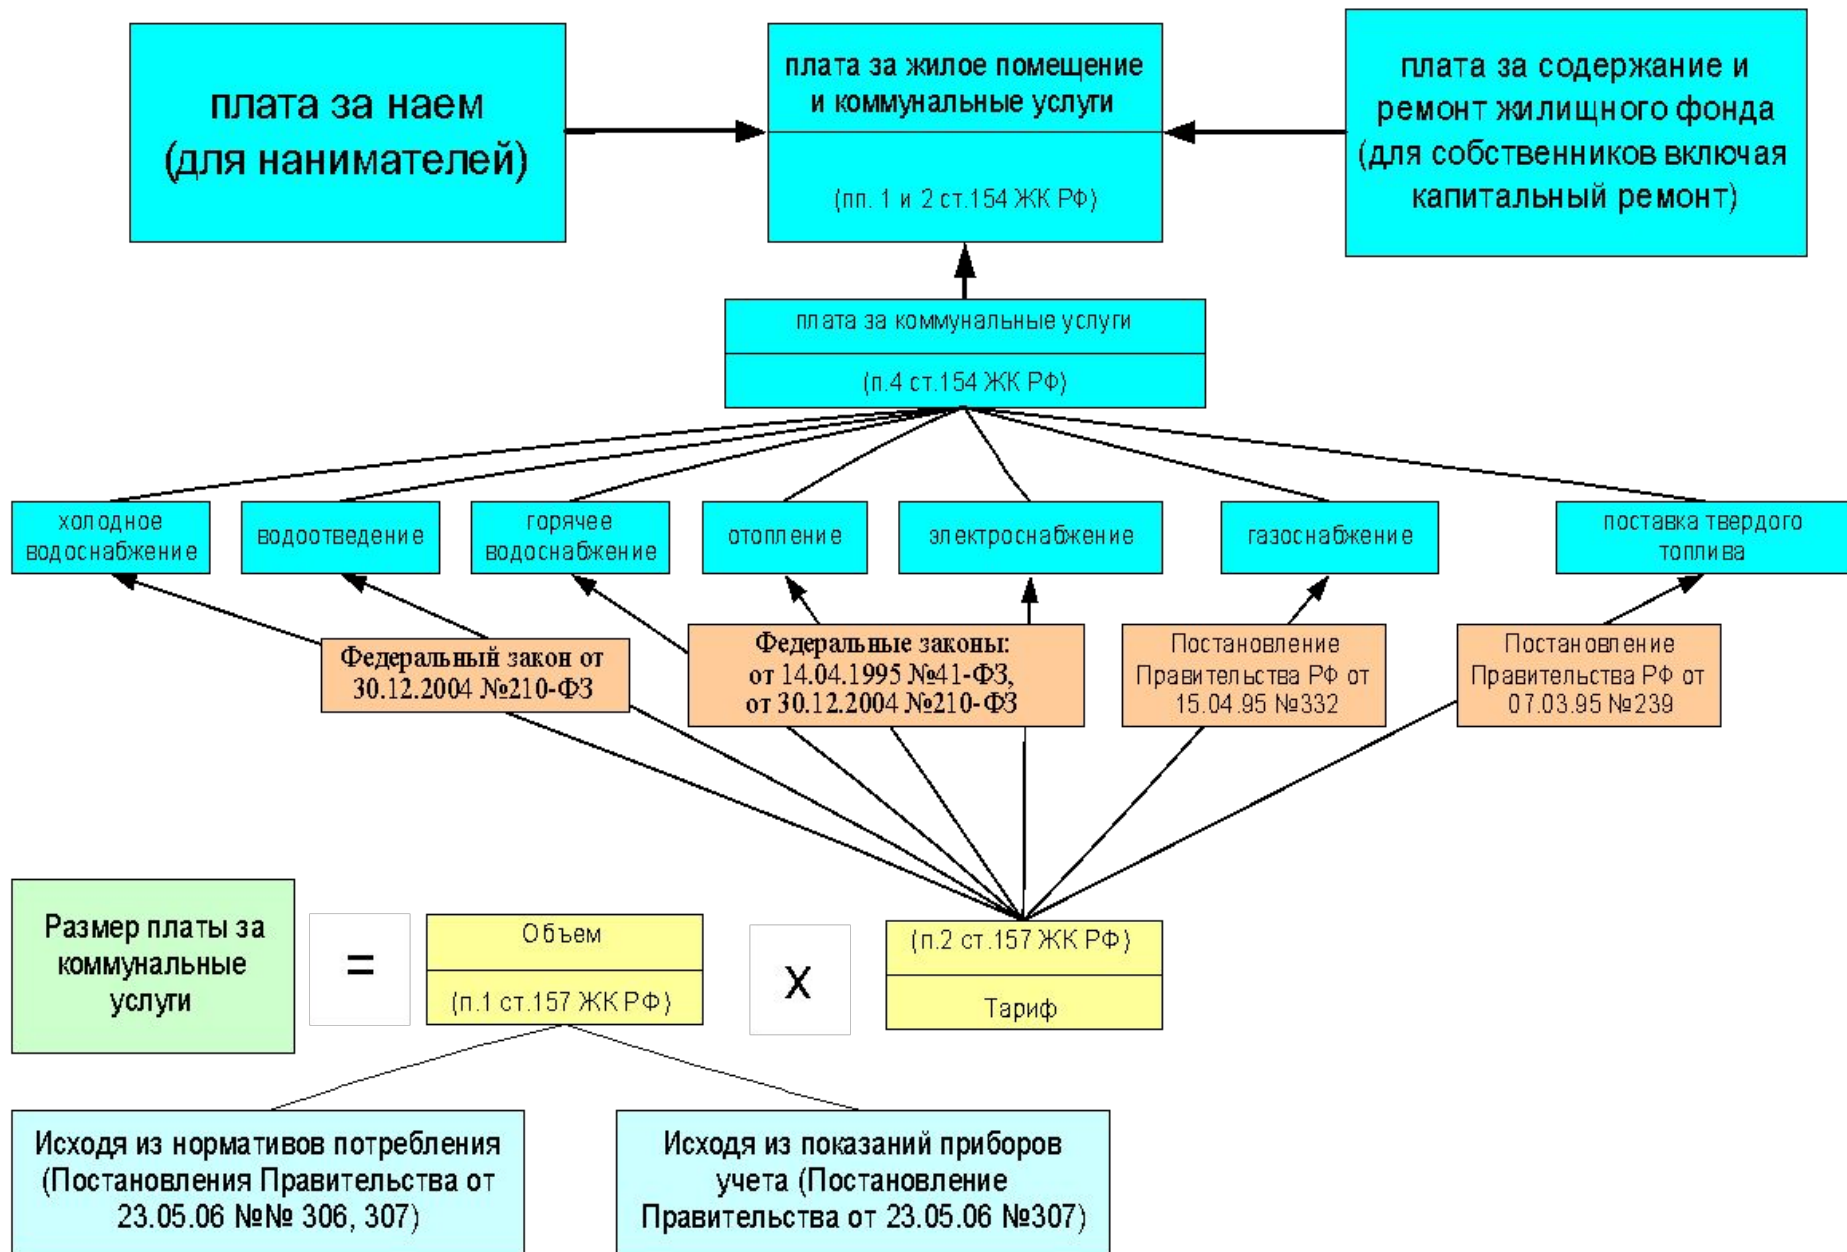 плата за наем
(для нанимателей)
плата за жилое помещение
и коммунальные услуги
(пп. 1 и 2 ст.154 ЖК РФ)
плата за содержание и
ремонт жилищного фонда
(для собственников включая
капитальный ремонт)
плата за коммунальные услуги
(п.4 ст.154 ЖК РФ)
холодное
водоснабжение
водоотведение
горячее
водоснабжение
отопление
электроснабжение
газоснабжение
поставка твердого
топлива
Федеральный закон от
30.12.2004 №210-ФЗ
Федеральные законы:
от 14.04.1995 №41-ФЗ,
от 30.12.2004 №210-ФЗ
Постановление
Правительства РФ от
15.04.95 №332
Постановление
Правительства РФ от
07.03.95 №239
Размер платы за
коммунальные
услуги
=
Объем
(п.1 ст.157 ЖК РФ)
х
(п.2 ст.157 ЖК РФ)
Тариф
Исходя из нормативов потребления
(Постановления Правительства от
23.05.06 №№ 306, 307)
Исходя из показаний приборов
учета (Постановление
Правительства от 23.05.06 №307)